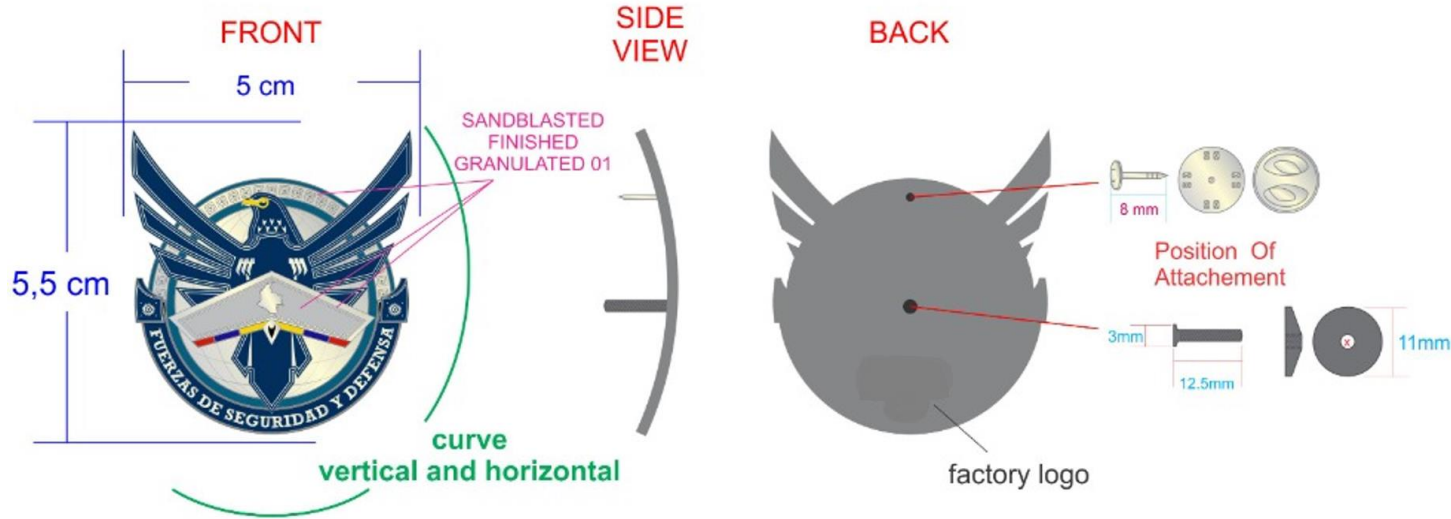 FRONT
SIDE
VIEW
BACK
5 cm
SANDBLASTED
FINISHED
GRANULATED 01
5,5 cm
FUERZAS DE SEGURIDAD Y DEFENSA
curve
vertical and horizontal
8 mm
Position Of
Attachement
3mm
12.5mm
x
11mm
factory logo